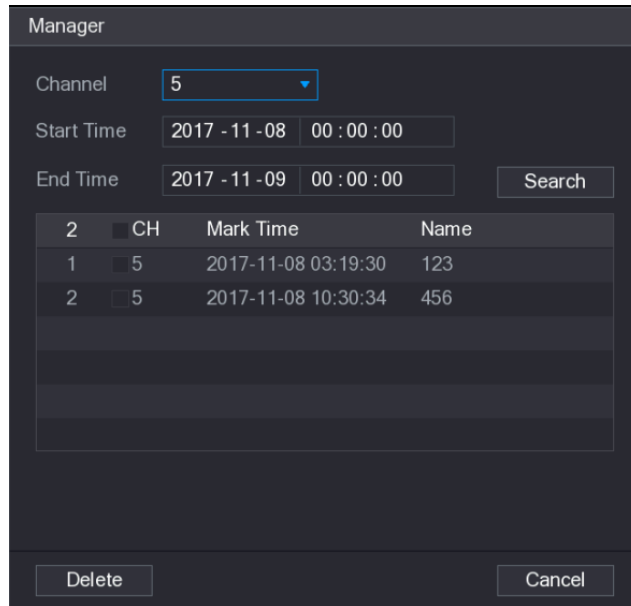 Manager
Channel 5
Start Time 2017 -11 -08 00 : 00 : 00
End Time 2017 -11 -09 00 : 00 : 00 Search
2 CH Mark Time Name
1 5 2017-11-08 03:19:30 123
2 5 2017-11-08 10:30:34 456
Delete Cancel